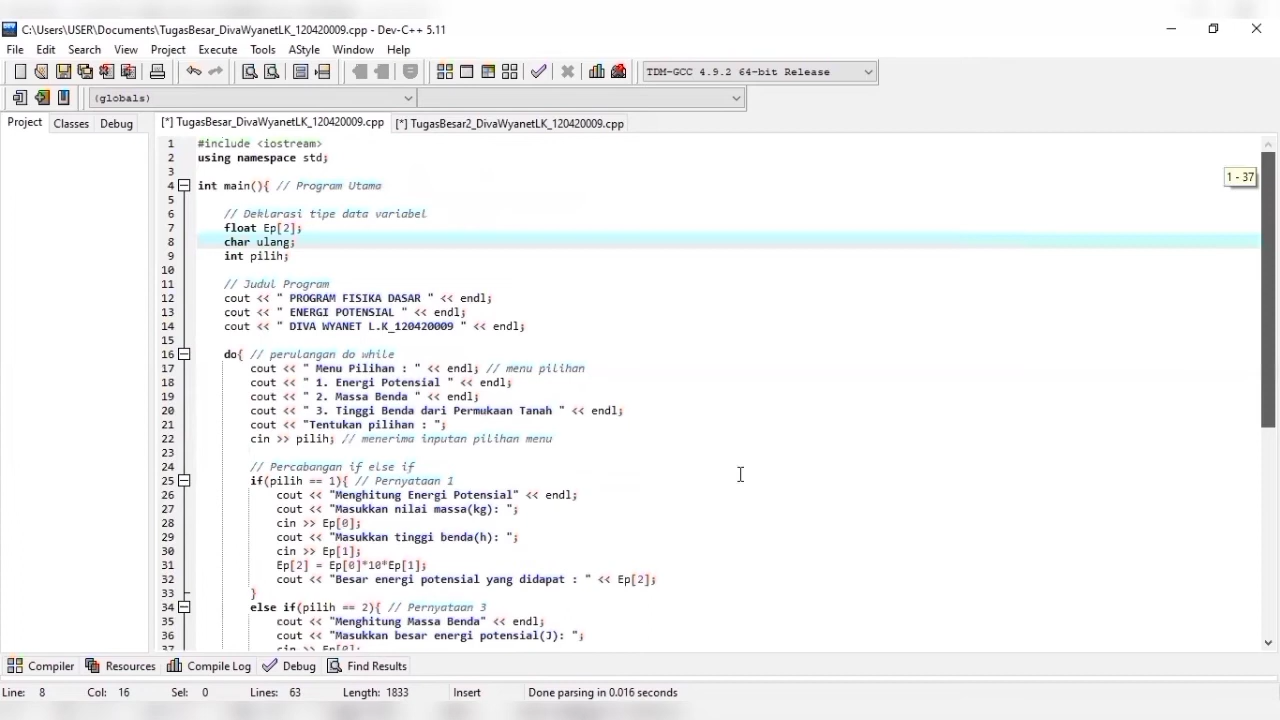 C:\Users\USER\Documents\TugasBesar_DivaWyanetLK_120420009.cpp - Dev-C++ 5.11
File Edit Search View Project Execute Tools AStyle Window Help
TDM-GCC 4.9.2 64-bit Release
(globals)
Project Classes Debug [*] TugasBesar_DivaWyanetLK_120420009.cpp [*] TugasBesar2_DivaWyanetLK_120420009.cpp
1 #include <iostream>
2 using namespace std;
3
4 int main(){ // Program Utama
5
6 // Deklarasi tipe data variabel
7 float Ep[2];
8 char ulang;
9 int pilih;
10
11 // Judul Program
12 cout << " PROGRAM FISIKA DASAR " << endl;
13 cout << " ENERGI POTENSIAL " << endl;
14 cout << " DIVA WYANET L.K_120420009 " << endl;
15
16 do{ // perulangan do while
17 cout << " Menu Pilihan : " << endl; // menu pilihan
18 cout << " 1. Energi Potensial " << endl;
19 cout << " 2. Massa Benda " << endl;
20 cout << " 3. Tinggi Benda dari Permukaan Tanah " << endl;
21 cout << "Tentukan pilihan : ";
22 cin >> pilih; // menerima inputan pilihan menu
23
24 // Percabangan if else if
25 if(pilih == 1){ // Pernyataan 1
26 cout << "Menghitung Energi Potensial" << endl;
27 cout << "Masukkan nilai massa(kg): ";
28 cin >> Ep[0];
29 cout << "Masukkan tinggi benda(h): ";
30 cin >> Ep[1];
31 Ep[2] = Ep[0]*10*Ep[1];
32 cout << "Besar energi potensial yang didapat : " << Ep[2];
33 }
34 else if(pilih == 2){ // Pernyataan 3
35 cout << "Menghitung Massa Benda" << endl;
36 cout << "Masukkan besar energi potensial(J): ";
37 cin >> Ep[0];
1 - 37
Compiler Resources Compile Log Debug Find Results
Line: 8 Col: 16 Sel: 0 Lines: 63 Length: 1833 Insert Done parsing in 0.016 seconds